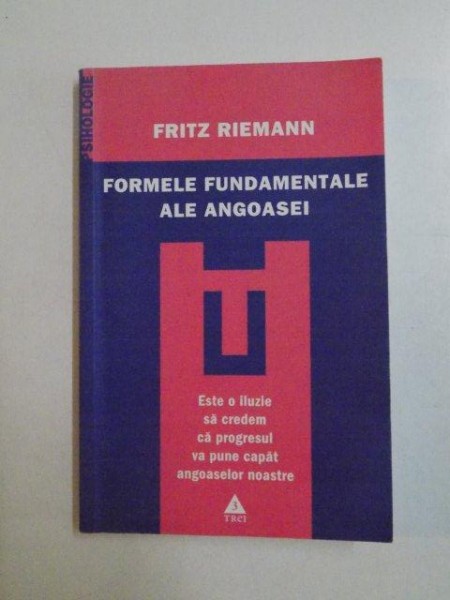 PSIHOLOGIE
FRITZ RIEMANN
FORMELE FUNDAMENTALE
ALE ANGOASEI
Este o iluzie
să credem
că progresul
va pune capăt
angoaselor noastre
3
TREI